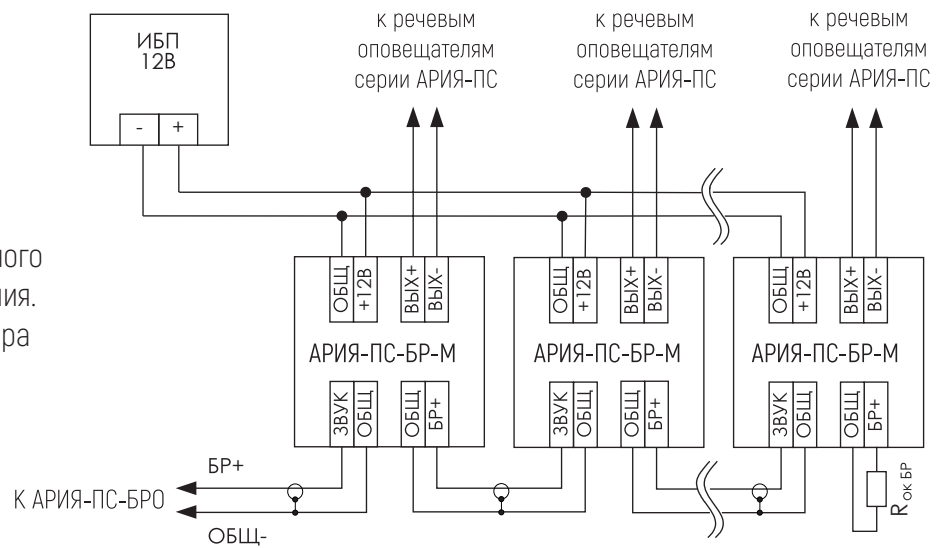 ИБП
12В
-
+
к речевым
оповещателям
серии АРИЯ-ПС
к речевым
оповещателям
серии АРИЯ-ПС
к речевым
оповещателям
серии АРИЯ-ПС
ного
ния.
ра
ОБЩ
+12В
ВЫХ+
ВЫХ-
АРИЯ-ПС-БР-М
ЗВУК
ОБЩ
ОБЩ
БР+
ОБЩ
+12В
ВЫХ+
ВЫХ-
АРИЯ-ПС-БР-М
ЗВУК
ОБЩ
ОБЩ
БР+
ОБЩ
+12В
ВЫХ+
ВЫХ-
АРИЯ-ПС-БР-М
ЗВУК
ОБЩ
ОБЩ
БР+
БР+
К АРИЯ-ПС-БРО
ОБЩ-
Rок БР